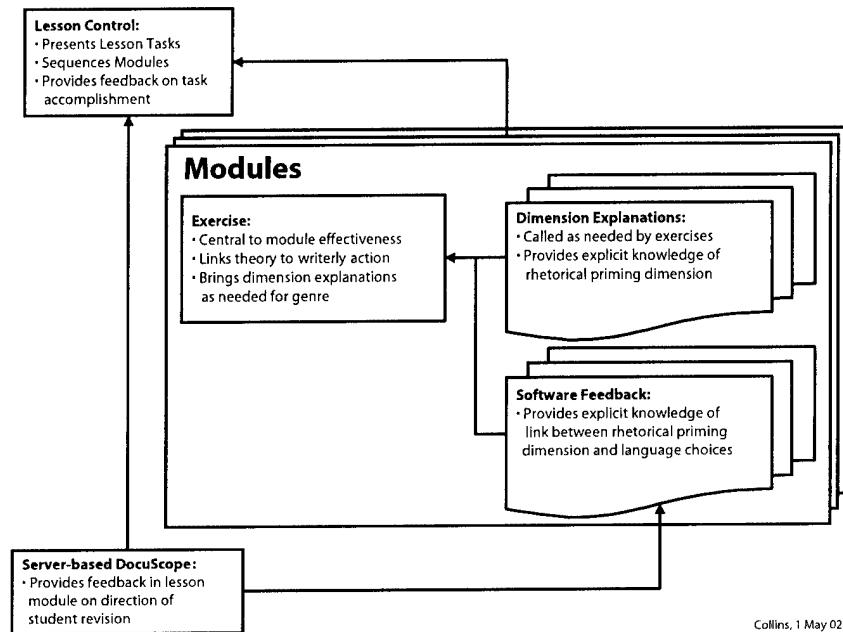 Lesson Control:
· Presents Lesson Tasks
· Sequences Modules
· Provides feedback on task
accomplishment
Modules
Exercise:
· Central to module effectiveness
· Links theory to writerly action
· Brings dimension explanations
as needed for genre
Dimension Explanations:
· Called as needed by exercises
· Provides explicit knowledge of
rhetorical priming dimension
Software Feedback:
· Provides explicit knowledge of
link between rhetorical priming
dimension and language choices
Server-based DocuScope:
· Provides feedback in lesson
module on direction of
student revision
Collins, 1 May 02